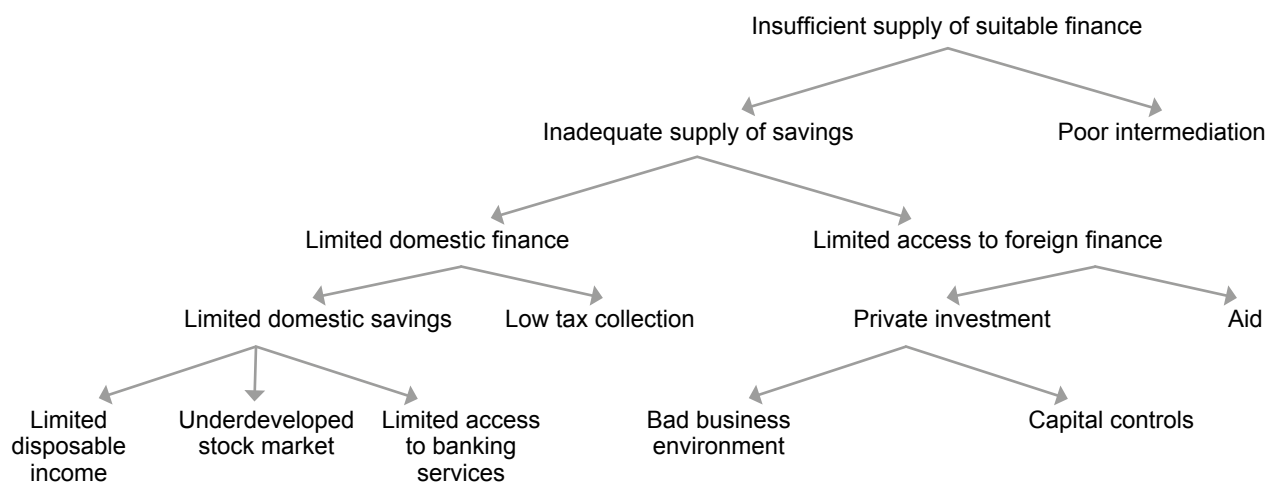 Insufficient supply of suitable finance
Inadequate supply of savings
Poor intermediation
Limited domestic finance
Limited access to foreign finance
Limited domestic savings
Low tax collection
Private investment
Aid
Limited
disposable
income
Underdeveloped
stock market
Limited access
to banking
services
Bad business
environment
Capital controls